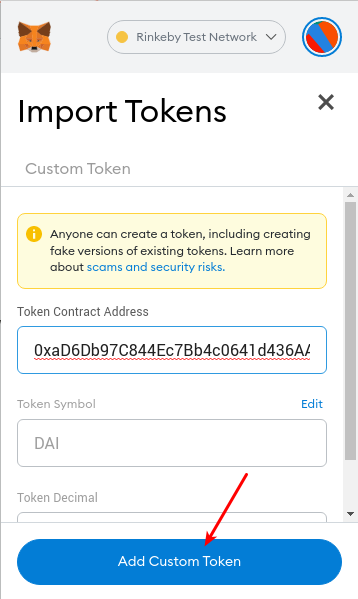 Rinkeby Test Network
Import Tokens
Custom Token
Anyone can create a token, including creating
fake versions of existing tokens. Learn more
about scams and security risks.
Token Contract Address
0xaD6Db97C844Ec7Bb4c0641d436AA
Token Symbol
Edit
DAI
Token Decimal
Add Custom Token